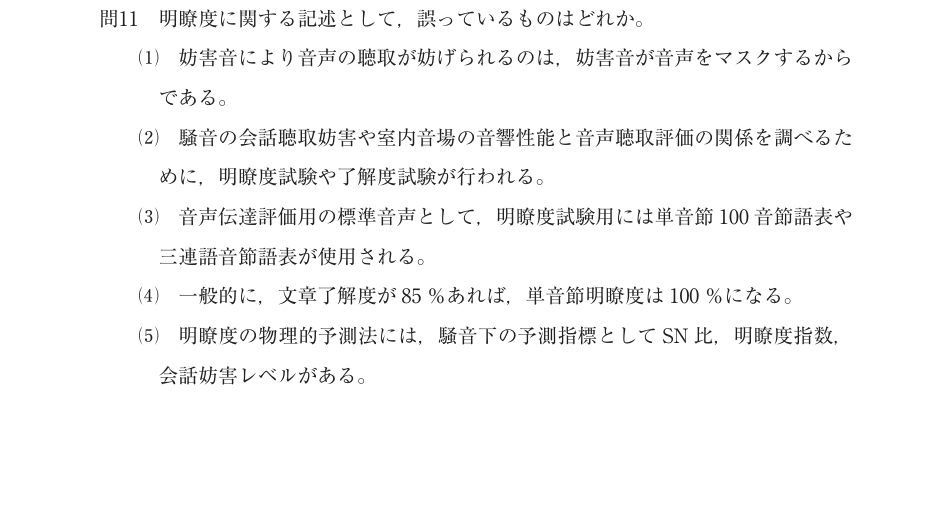 問11　明瞭度に関する記述として，誤っているものはどれか。
⑴　妨害音により音声の聴取が妨げられるのは，妨害音が音声をマスクするから
である。
⑵　騒音の会話聴取妨害や室内音場の音響性能と音声聴取評価の関係を調べるた
めに，明瞭度試験や了解度試験が行われる。
⑶　音声伝達評価用の標準音声として，明瞭度試験用には単音節 100 音節語表や
三連語音節語表が使用される。
⑷　一般的に，文章了解度が 85 ％あれば，単音節明瞭度は 100 ％になる。
⑸　明瞭度の物理的予測法には，騒音下の予測指標として SN 比，明瞭度指数，
会話妨害レベルがある。